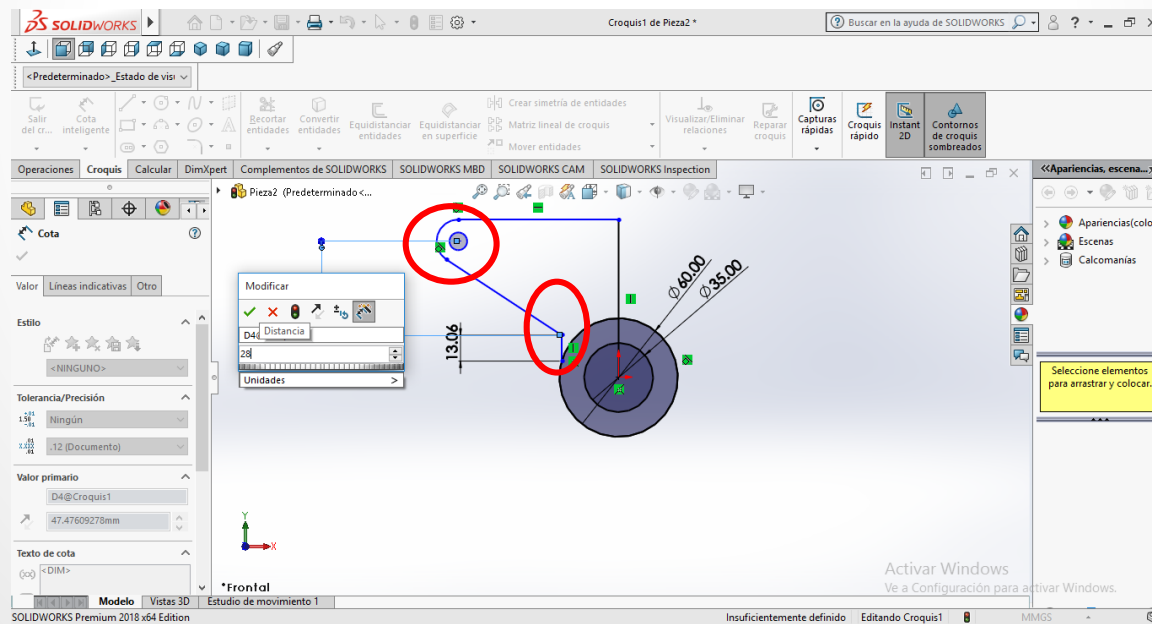 SOLIDWORKS
Croquis1 de Pieza2 *
Buscar en la ayuda de SOLIDWORKS
?
<Predeterminado>_Estado de visu
Salir del cr...
Cota inteligente
Recortar entidades
Convertir entidades
Equidistanciar entidades
Equidistanciar en superficie
Crear simetría de entidades
Matriz lineal de croquis
Mover entidades
Visualizar/Eliminar relaciones
Reparar croquis
Capturas rápidas
Croquis rápido
Instant 2D
Contornos de croquis sombreados
Operaciones Croquis Calcular DimXpert Complementos de SOLIDWORKS SOLIDWORKS MBD SOLIDWORKS CAM SOLIDWORKS Inspection
Pieza2 (Predeterminado<...
<<Apariencias, escena...
Apariencias(colo
Escenas
Calcomanías
Seleccione elementos
para arrastrar y colocar.
Cota
Valor Líneas indicativas Otro
Estilo
<NINGUNO>
Tolerancia/Precisión
Ningún
.12 (Documento)
Valor primario
D4@Croquis1
47.47609278mm
Texto de cota
<DIM>
Modificar
Distancia
D4@
28
Unidades >
13.06
Ø60.00
Ø35.00
Y
X
*Frontal
Activar Windows
Ve a Configuración para activar Windows.
Modelo Vistas 3D Estudio de movimiento 1
SOLIDWORKS Premium 2018 x64 Edition
Insuficientemente definido Editando Croquis1 MMGS